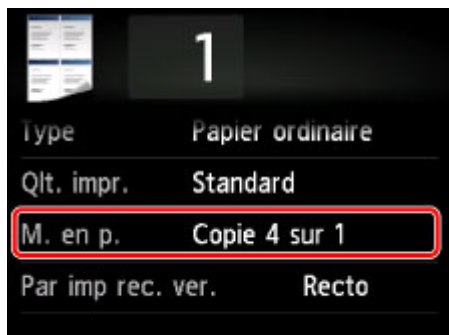 1
Type Papier ordinaire
Qlt. impr. Standard
M. en p. Copie 4 sur 1
Par imp rec. ver. Recto